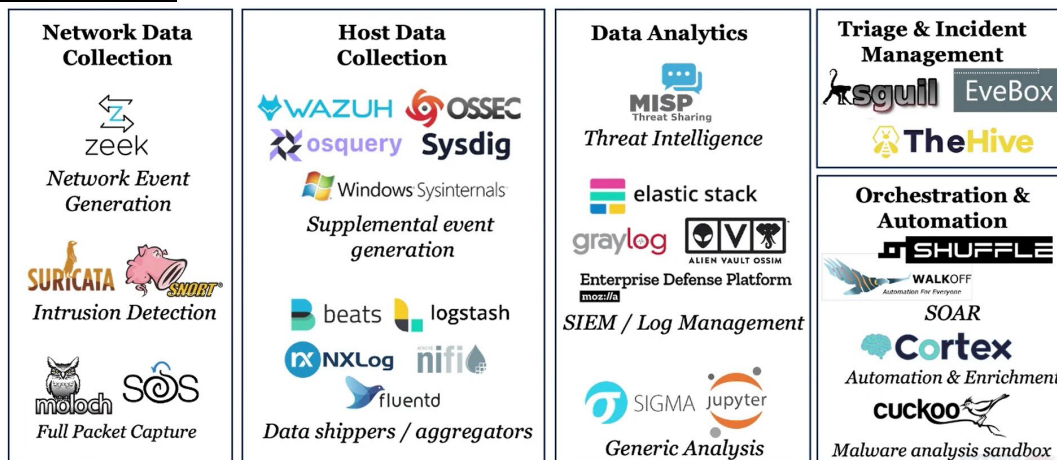 Network Data
Collection
zeek
Network Event
Generation
SURICATA
SNORT®
Intrusion Detection
moloch
SOS
Full Packet Capture
Host Data
Collection
WAZUH
OSSEC
osquery
Sysdig
Windows Sysinternals
Supplemental event
generation
beats
logstash
NXLog
nifi
fluentd
Data shippers / aggregators
Data Analytics
MISP
Threat Sharing
Threat Intelligence
elastic stack
graylog
OV
ALIEN VAULT OSSIM
Enterprise Defense Platform
moz://a
SIEM / Log Management
SIGMA
jupyter
Generic Analysis
Triage & Incident
Management
sguil
EveBox
TheHive
Orchestration &
Automation
SHUFFLE
WALKOFF
Automation For Everyone
SOAR
Cortex
Automation & Enrichment
cuckoo
Malware analysis sandbox